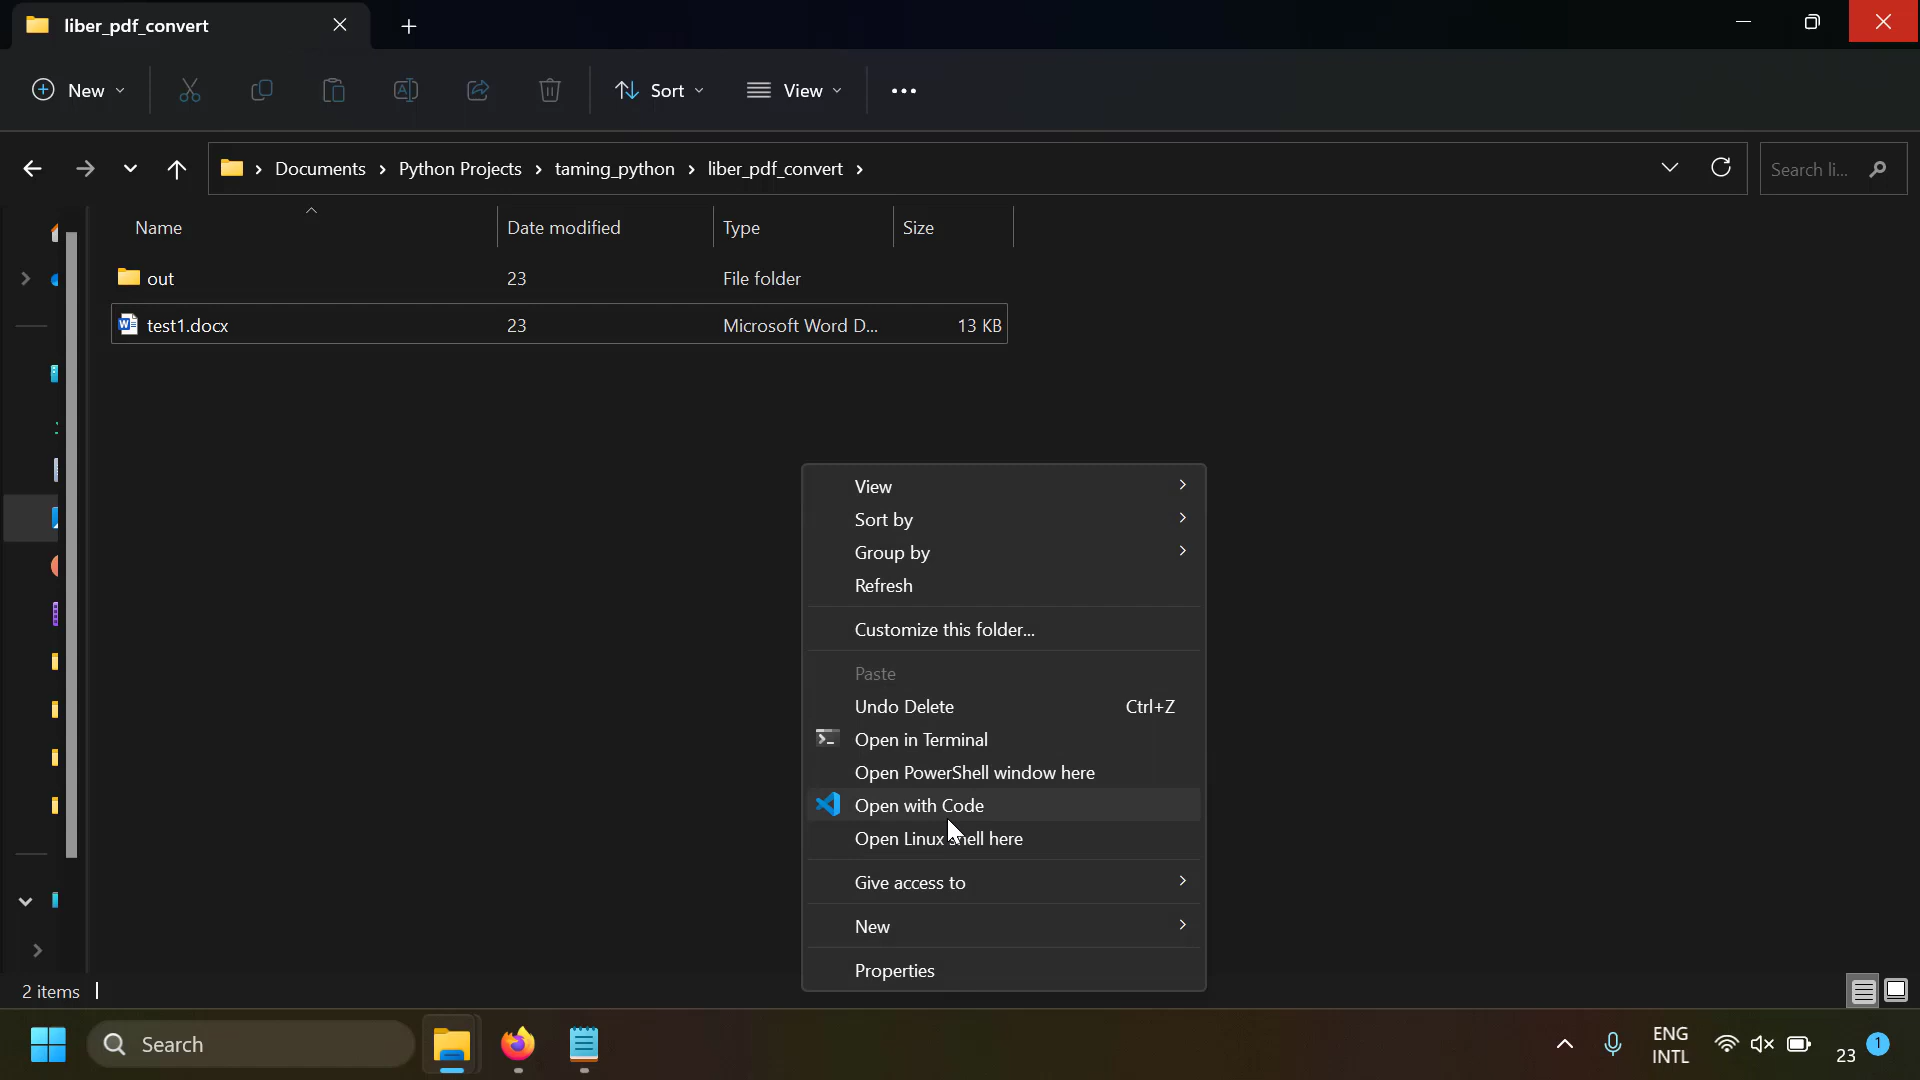 liber_pdf_convert
New
Sort
View
Documents
Python Projects
taming_python
liber_pdf_convert
Search li...
Name
Date modified
Type
Size
out
23
File folder
test1.docx
23
Microsoft Word D...
13 KB
View
Sort by
Group by
Refresh
Customize this folder...
Paste
Undo Delete Ctrl+Z
Open in Terminal
Open PowerShell window here
Open with Code
Open Linux shell here
Give access to
New
Properties
2 items
Search
ENG
INTL
23
1